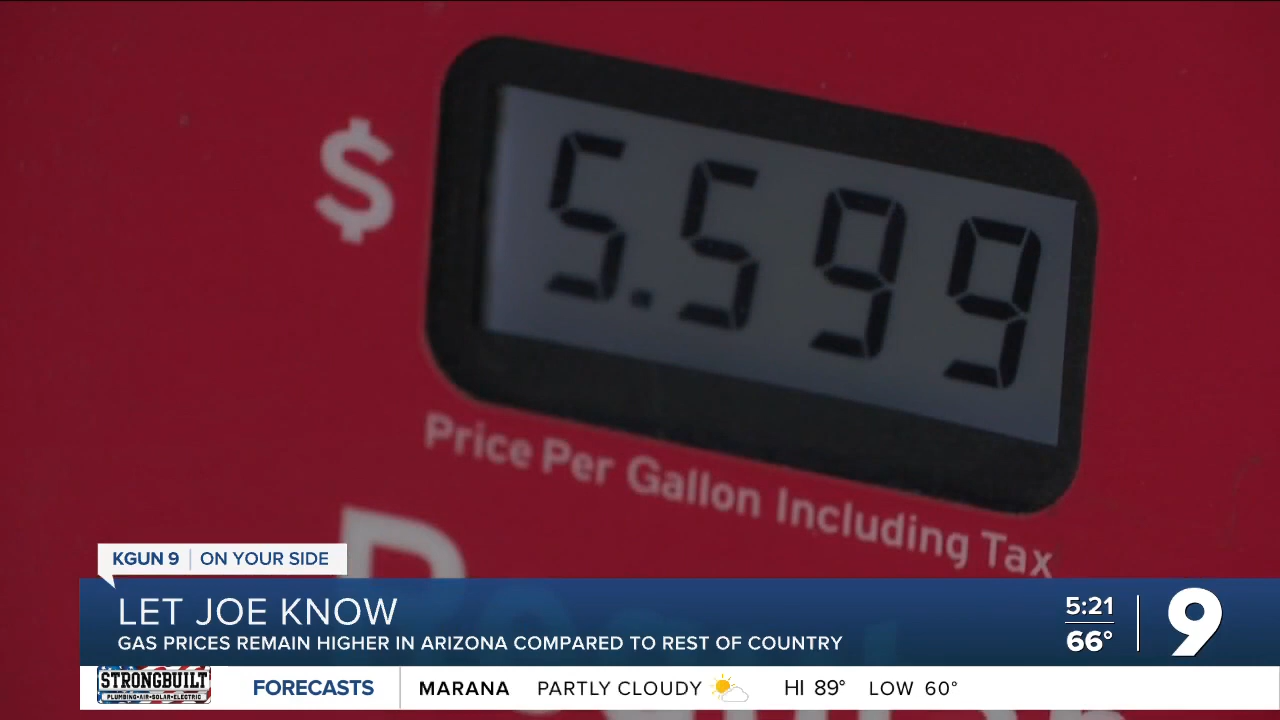 $ 5.599
Price Per Gallon Including Tax
KGUN 9 | ON YOUR SIDE
LET JOE KNOW
GAS PRICES REMAIN HIGHER IN ARIZONA COMPARED TO REST OF COUNTRY
5:21
66°
9
STRONGBUILT
PLUMBING•AIR•SOLAR•ELECTRIC
FORECASTS
MARANA PARTLY CLOUDY HI 89° LOW 60°